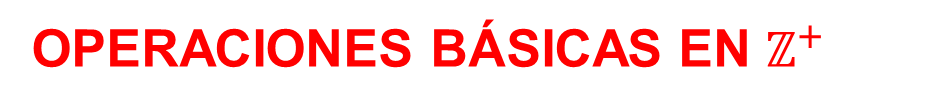 OPERACIONES BÁSICAS EN ℤ⁺